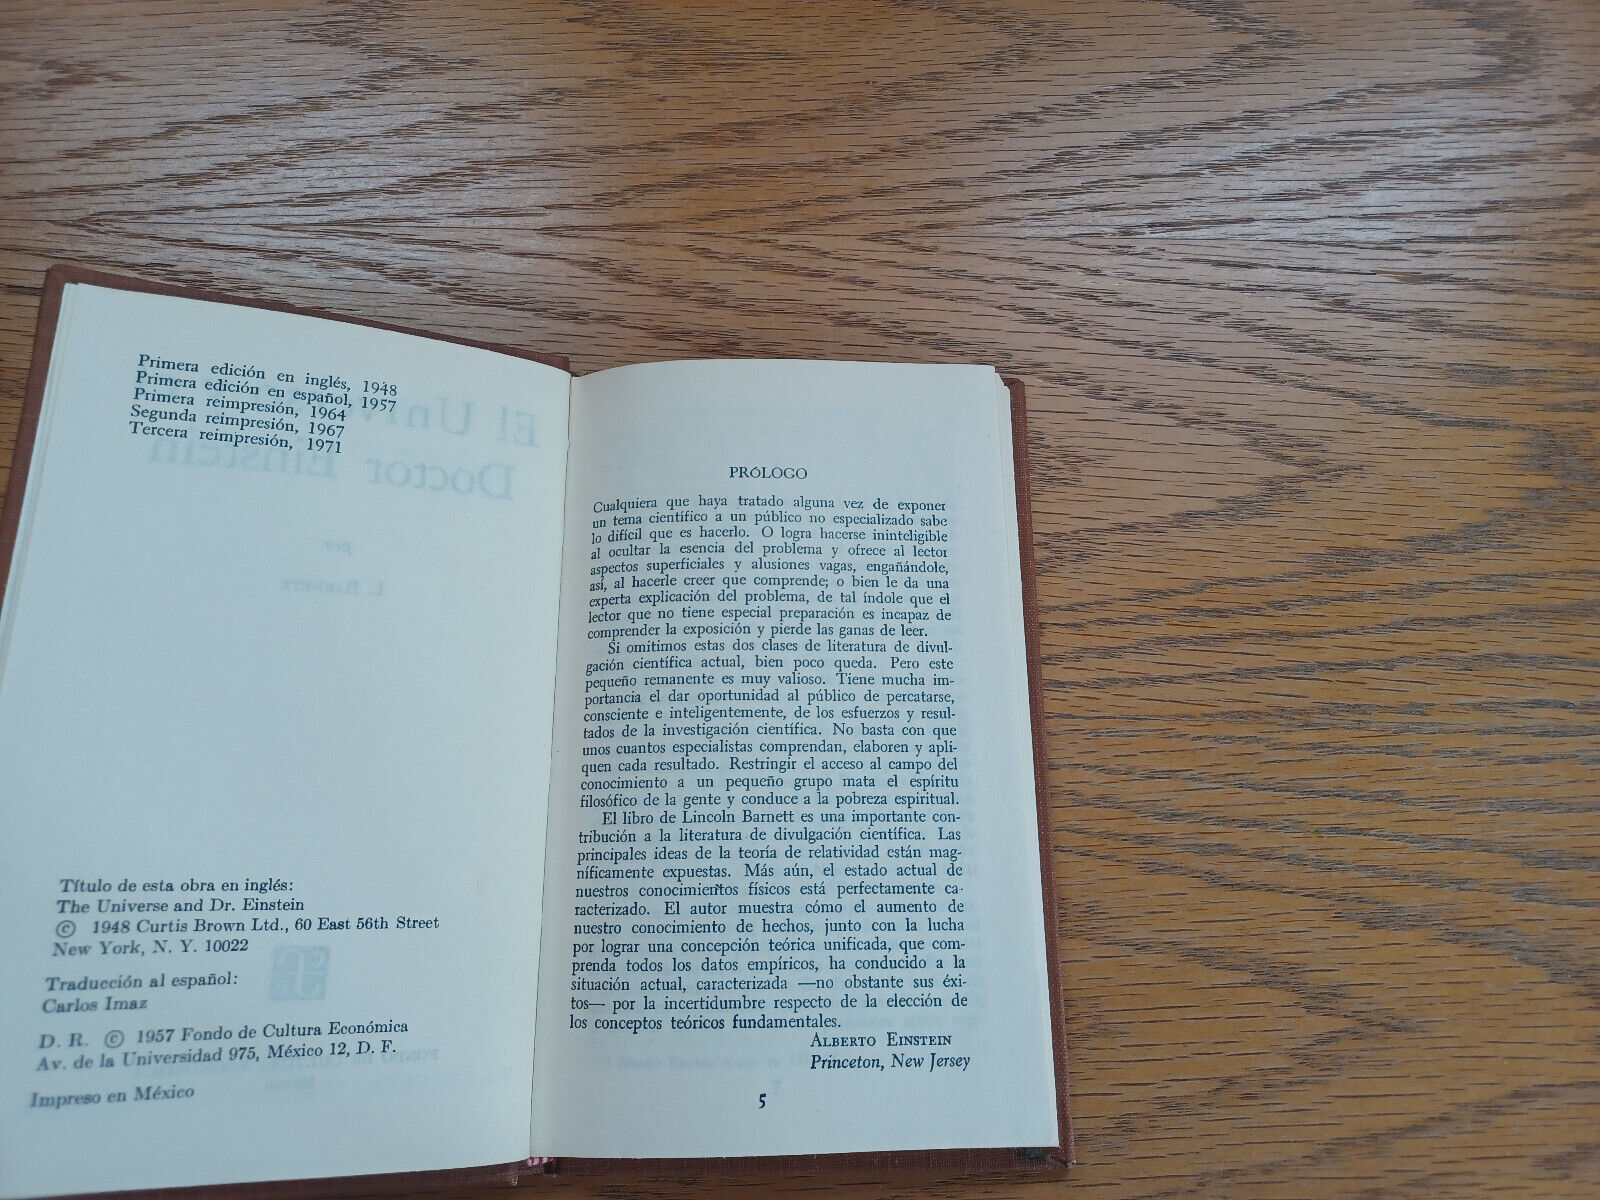 Primera edición en inglés, 1948
Primera edición en español, 1957
Primera reimpresión, 1964
Segunda reimpresión, 1967
Tercera reimpresión, 1971
Título de esta obra en inglés:
The Universe and Dr. Einstein
© 1948 Curtis Brown Ltd., 60 East 56th Street
New York, N. Y. 10022
Traducción al español:
Carlos Imaz
D. R. © 1957 Fondo de Cultura Económica
Av. de la Universidad 975, México 12, D. F.
Impreso en México
PRÓLOGO
Cualquiera que haya tratado alguna vez de exponer
un tema científico a un público no especializado sabe
lo difícil que es hacerlo. O logra hacerse ininteligible
al ocultar la esencia del problema y ofrece al lector
aspectos superficiales y alusiones vagas, engañándole,
así, al hacerle creer que comprende; o bien le da una
experta explicación del problema, de tal índole que el
lector que no tiene especial preparación es incapaz de
comprender la exposición y pierde las ganas de leer.
Si omitimos estas dos clases de literatura de divul-
gación científica actual, bien poco queda. Pero este
pequeño remanente es muy valioso. Tiene mucha im-
portancia el dar oportunidad al público de percatarse,
consciente e inteligentemente, de los esfuerzos y resul-
tados de la investigación científica. No basta con que
unos cuantos especialistas comprendan, elaboren y apli-
quen cada resultado. Restringir el acceso al campo del
conocimiento a un pequeño grupo mata el espíritu
filosófico de la gente y conduce a la pobreza espiritual.
El libro de Lincoln Barnett es una importante con-
tribución a la literatura de divulgación científica. Las
principales ideas de la teoría de relatividad están mag-
níficamente expuestas. Más aún, el estado actual de
nuestros conocimientos físicos está perfectamente ca-
racterizado. El autor muestra cómo el aumento de
nuestro conocimiento de hechos, junto con la lucha
por lograr una concepción teórica unificada, que com-
prenda todos los datos empíricos, ha conducido a la
situación actual, caracterizada —no obstante sus éxi-
tos— por la incertidumbre respecto de la elección de
los conceptos teóricos fundamentales.
ALBERTO EINSTEIN
Princeton, New Jersey
5